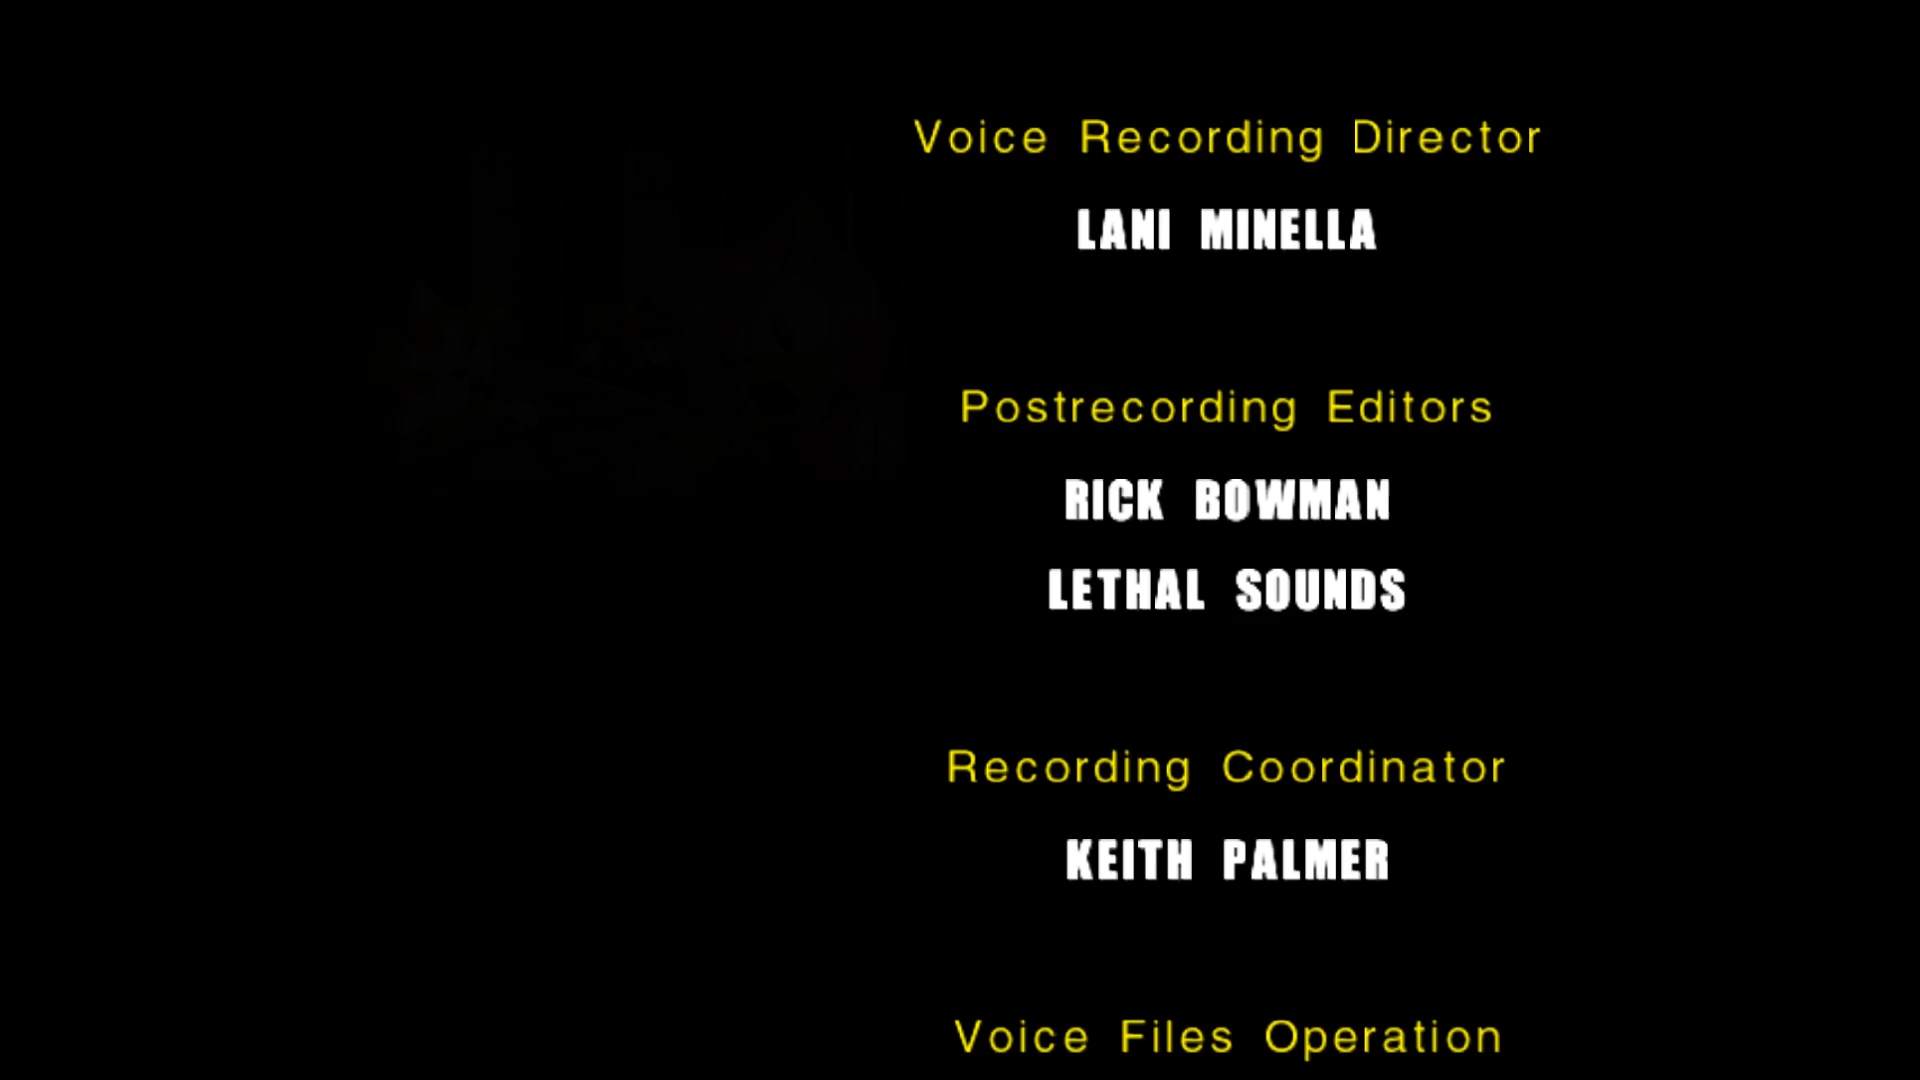 Voice Recording Director
LANI MINELLA
Postrecording Editors
RICK BOWMAN
LETHAL SOUNDS
Recording Coordinator
KEITH PALMER
Voice Files Operation